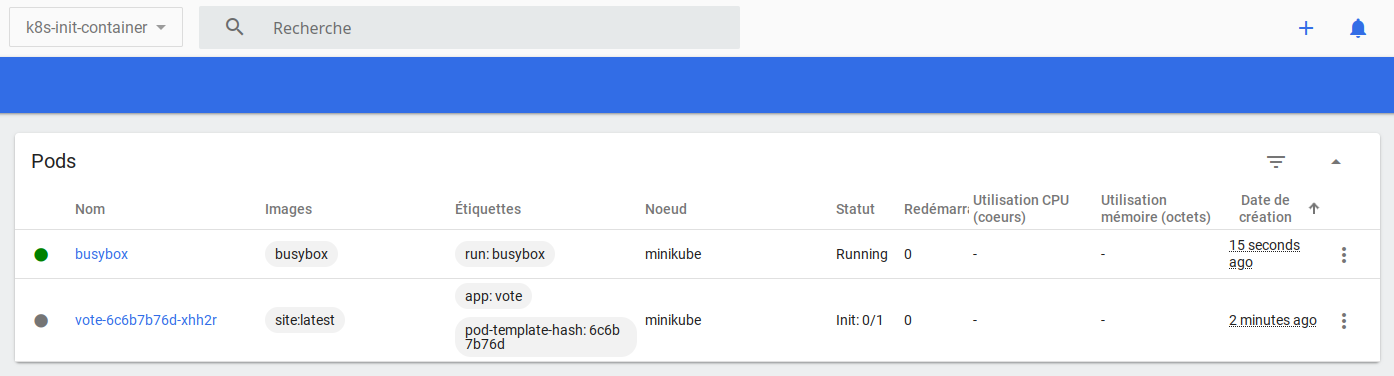 k8s-init-container
Recherche
Pods
Nom Images Étiquettes Noeud Statut Redémarra Utilisation CPU (coeurs) Utilisation mémoire (octets) Date de création
busybox busybox run: busybox minikube Running 0 - - 15 seconds ago
vote-6c6b7b76d-xhh2r site:latest app: vote minikube Init: 0/1 0 - - 2 minutes ago
pod-template-hash: 6c6b
7b76d